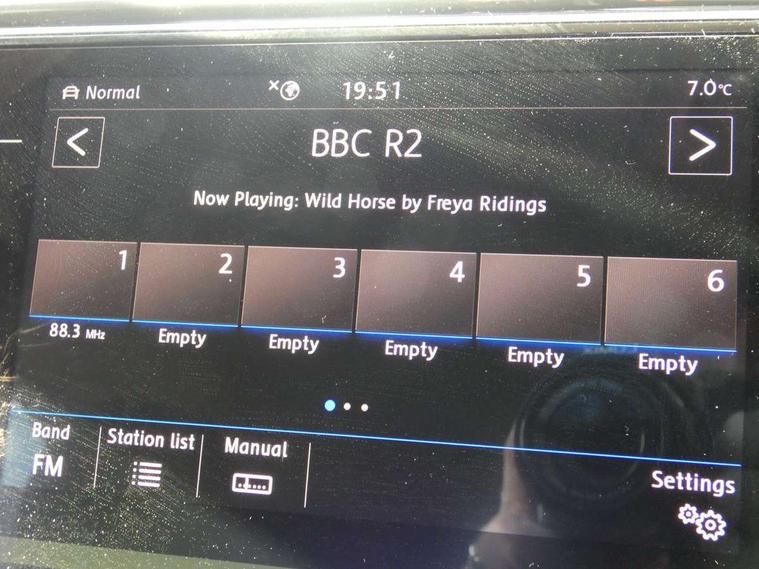 Normal 19:51 7.0°C
< BBC R2 >
Now Playing: Wild Horse by Freya Ridings
1 2 3 4 5 6
88.3 MHz Empty Empty Empty Empty Empty
Band Station list Manual
FM
Settings